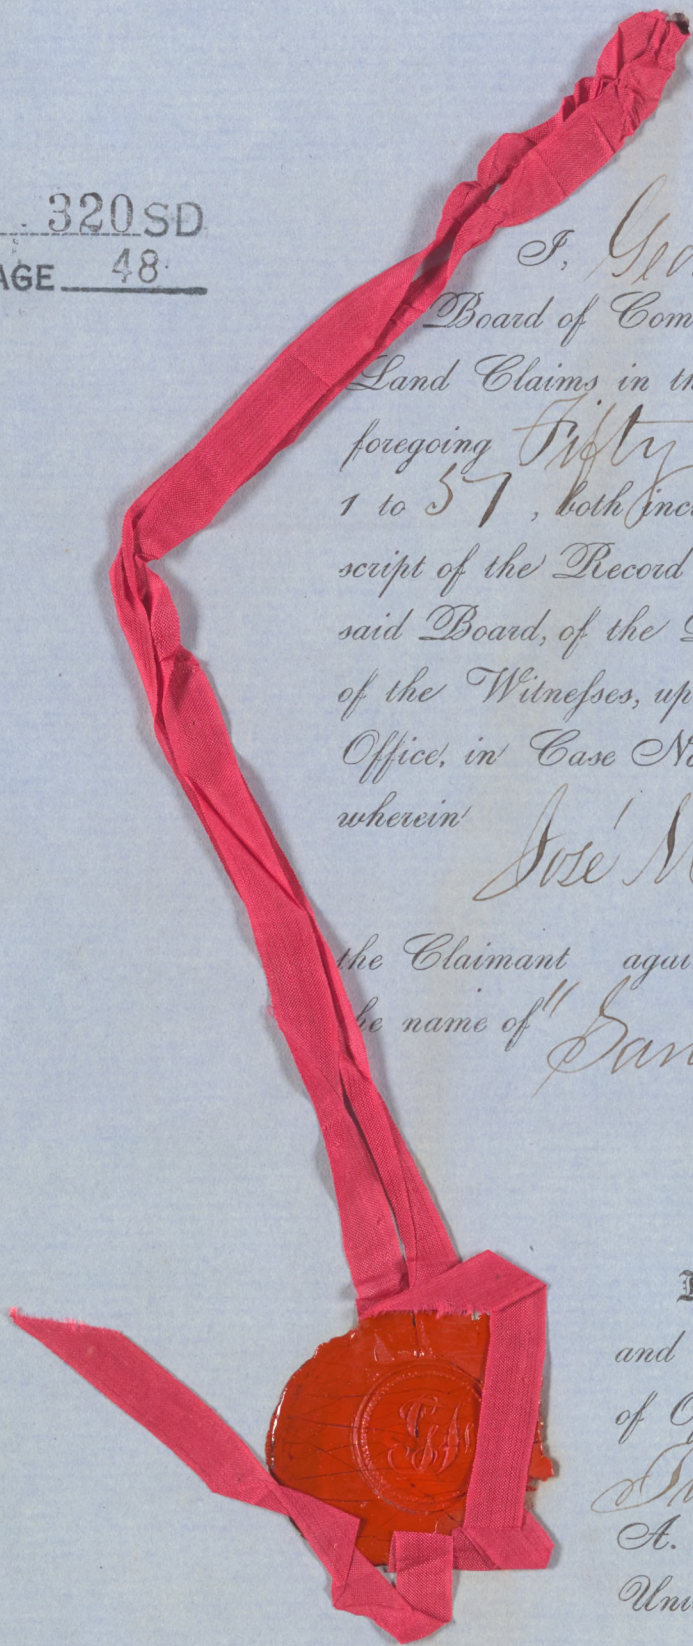 320 SD
AGE 48
I, Geo
Board of Com
Land Claims in th
foregoing Fifty
1 to 57, both inc
script of the Record
said Board, of the
of the Witnesses, up
Office, in Case No
wherein
José M
the Claimant agai
he name of "San
and
of O
A.
Uni